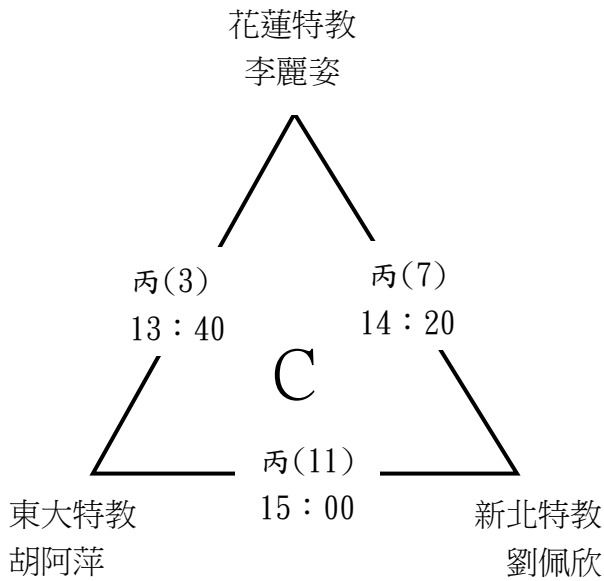 花蓮特教
李麗姿
丙(3)
13：40
丙(7)
14：20
C
丙(11)
15：00
東大特教
胡阿萍
新北特教
劉佩欣